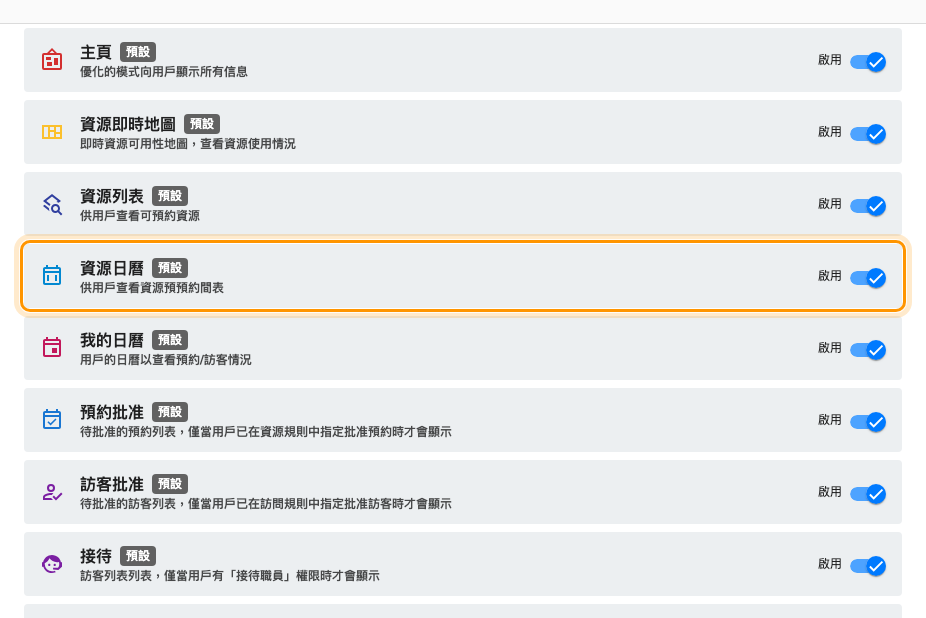 主頁 預設
優化的模式向用戶顯示所有信息
啟用
資源即時地圖 預設
即時資源可用性地圖，查看資源使用情況
啟用
資源列表 預設
供用戶查看可預約資源
啟用
資源日曆 預設
供用戶查看資源預預約間表
啟用
我的日曆 預設
用戶的日曆以查看預約/訪客情況
啟用
預約批准 預設
待批准的預約列表，僅當用戶已在資源規則中指定批准預約時才會顯示
啟用
訪客批准 預設
待批准的訪客列表，僅當用戶已在訪問規則中指定批准訪客時才會顯示
啟用
接待 預設
訪客列表列表，僅當用戶有「接待職員」權限時才會顯示
啟用